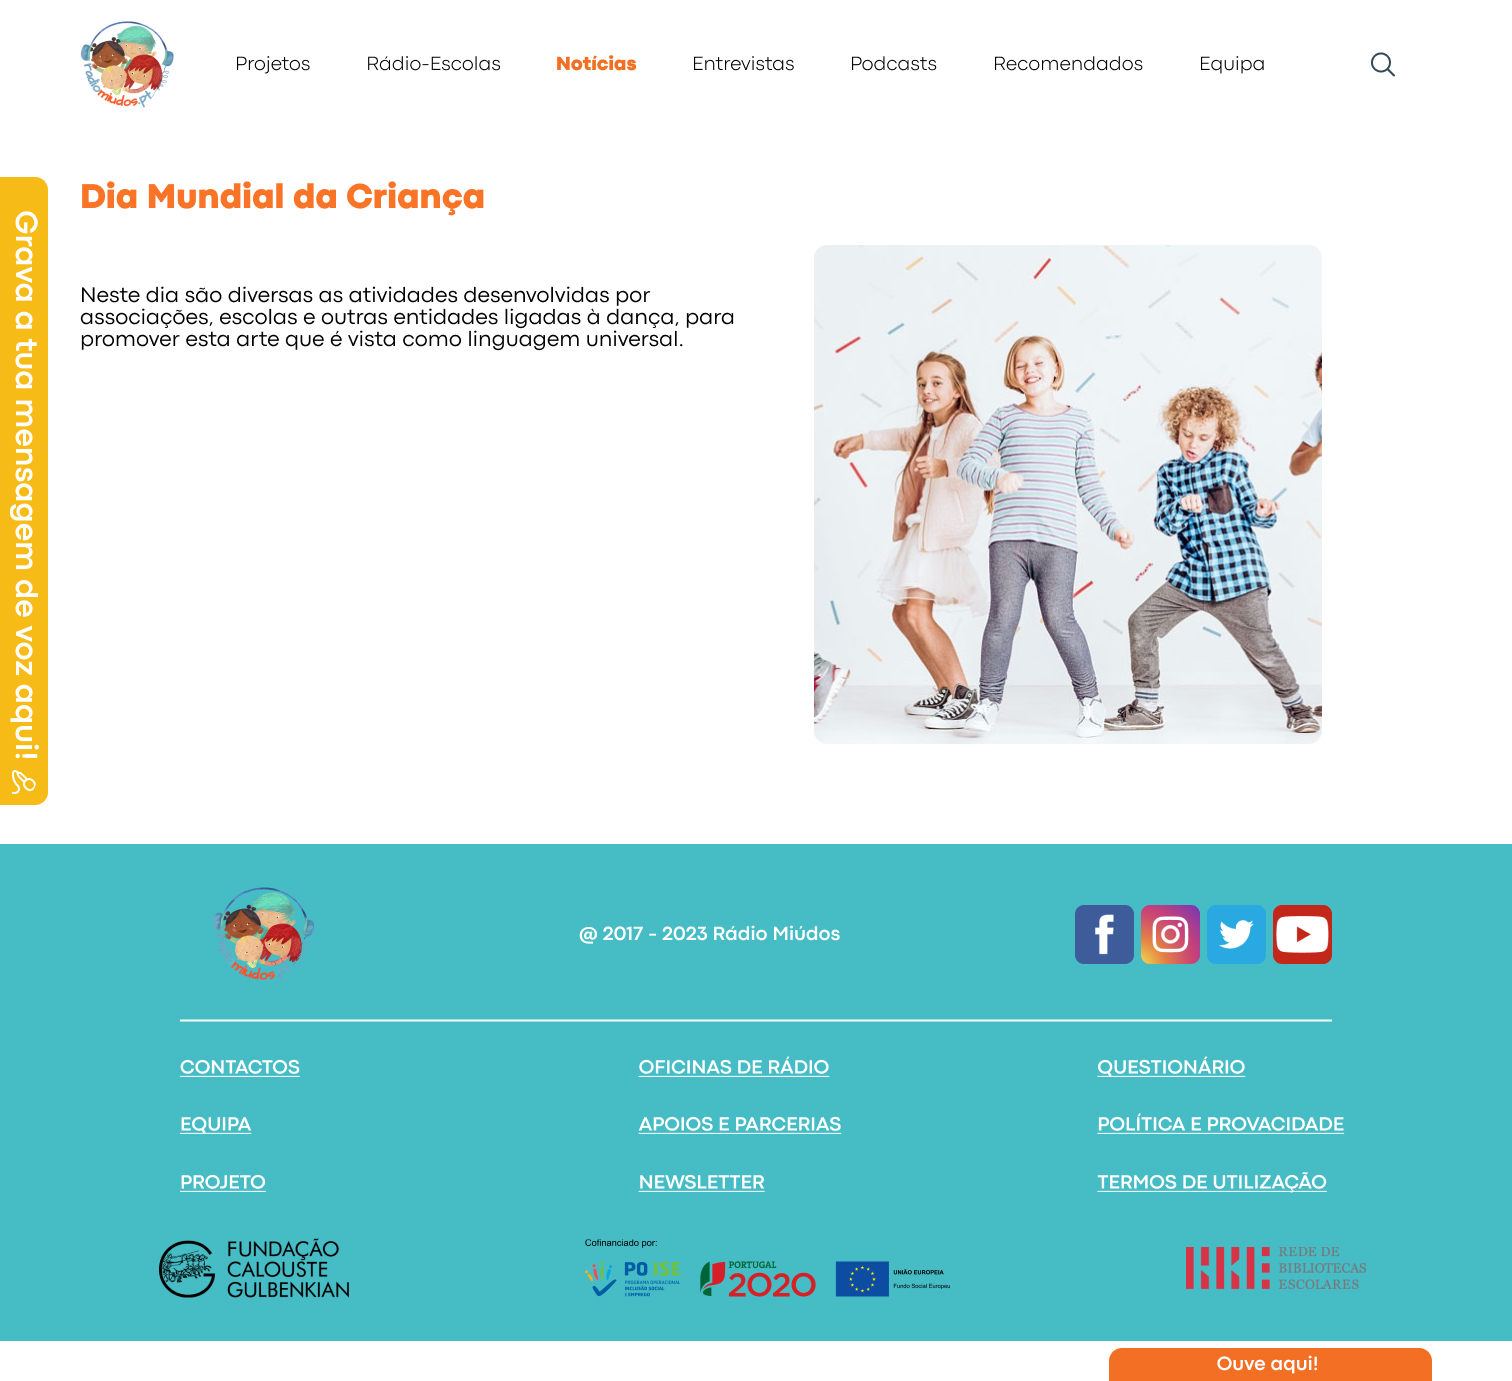 radiomiudos.pt
Projetos
Rádio-Escolas
Notícias
Entrevistas
Podcasts
Recomendados
Equipa
Grava a tua mensagem de voz aqui!
Dia Mundial da Criança
Neste dia são diversas as atividades desenvolvidas por
associações, escolas e outras entidades ligadas à dança, para
promover esta arte que é vista como linguagem universal.
miudos
@ 2017 - 2023 Rádio Miúdos
CONTACTOS
OFICINAS DE RÁDIO
QUESTIONÁRIO
EQUIPA
APOIOS E PARCERIAS
POLÍTICA E PROVACIDADE
PROJETO
NEWSLETTER
TERMOS DE UTILIZAÇÃO
FUNDAÇÃO
CALOUSTE
GULBENKIAN
Cofinanciado por:
PO ISE
PROGRAMA OPERACIONAL
INCLUSÃO SOCIAL
E EMPREGO
PORTUGAL
2020
UNIÃO EUROPEIA
Fundo Social Europeu
REDE DE
BIBLIOTECAS
ESCOLARES
Ouve aqui!